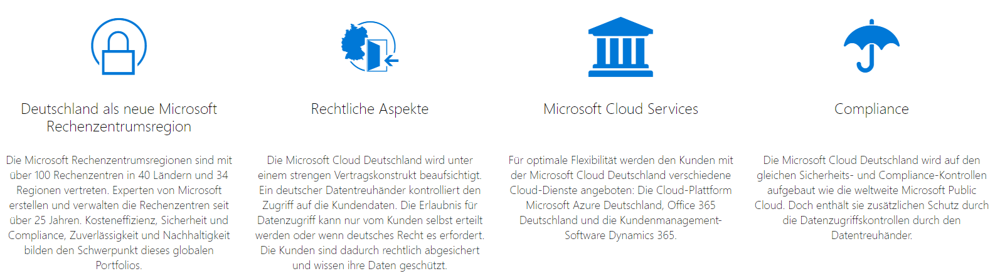 Deutschland als neue Microsoft
Rechenzentrumsregion
Die Microsoft Rechenzentrumsregionen sind mit
über 100 Rechenzentren in 40 Ländern und 34
Regionen vertreten. Experten von Microsoft
erstellen und verwalten die Rechenzentren seit
über 25 Jahren. Kosteneffizienz, Sicherheit und
Compliance, Zuverlässigkeit und Nachhaltigkeit
bilden den Schwerpunkt dieses globalen
Portfolios.
Rechtliche Aspekte
Die Microsoft Cloud Deutschland wird unter
einem strengen Vertragskonstrukt beaufsichtigt.
Ein deutscher Datentreuhänder kontrolliert den
Zugriff auf die Kundendaten. Die Erlaubnis für
Datenzugriff kann nur vom Kunden selbst erteilt
werden oder wenn deutsches Recht es erfordert.
Die Kunden sind dadurch rechtlich abgesichert
und wissen ihre Daten geschützt.
Microsoft Cloud Services
Für optimale Flexibilität werden den Kunden mit
der Microsoft Cloud Deutschland verschiedene
Cloud-Dienste angeboten: Die Cloud-Plattform
Microsoft Azure Deutschland, Office 365
Deutschland und die Kundenmanagement-
Software Dynamics 365.
Compliance
Die Microsoft Cloud Deutschland wird auf den
gleichen Sicherheits- und Compliance-Kontrollen
aufgebaut wie die weltweite Microsoft Public
Cloud. Doch enthält sie zusätzlichen Schutz durch
die Datenzugriffskontrollen durch den
Datentreuhänder.